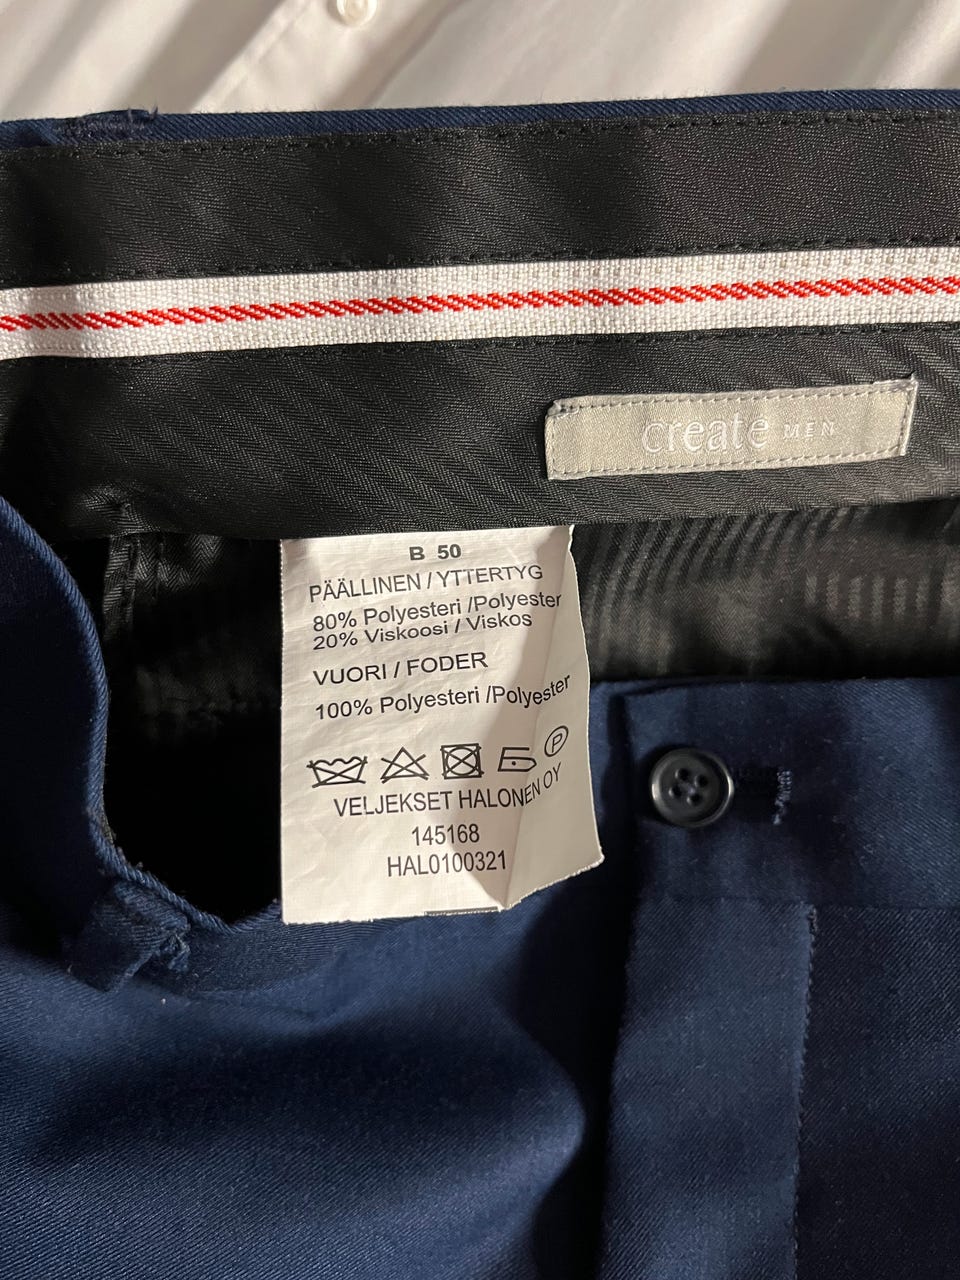 create MEN
B 50
PÄÄLLINEN / YTTERTYG
80% Polyesteri /Polyester
20% Viskoosi / Viskos
VUORI / FODER
100% Polyesteri /Polyester
P
VELJEKSET HALONEN OY
145168
HAL0100321